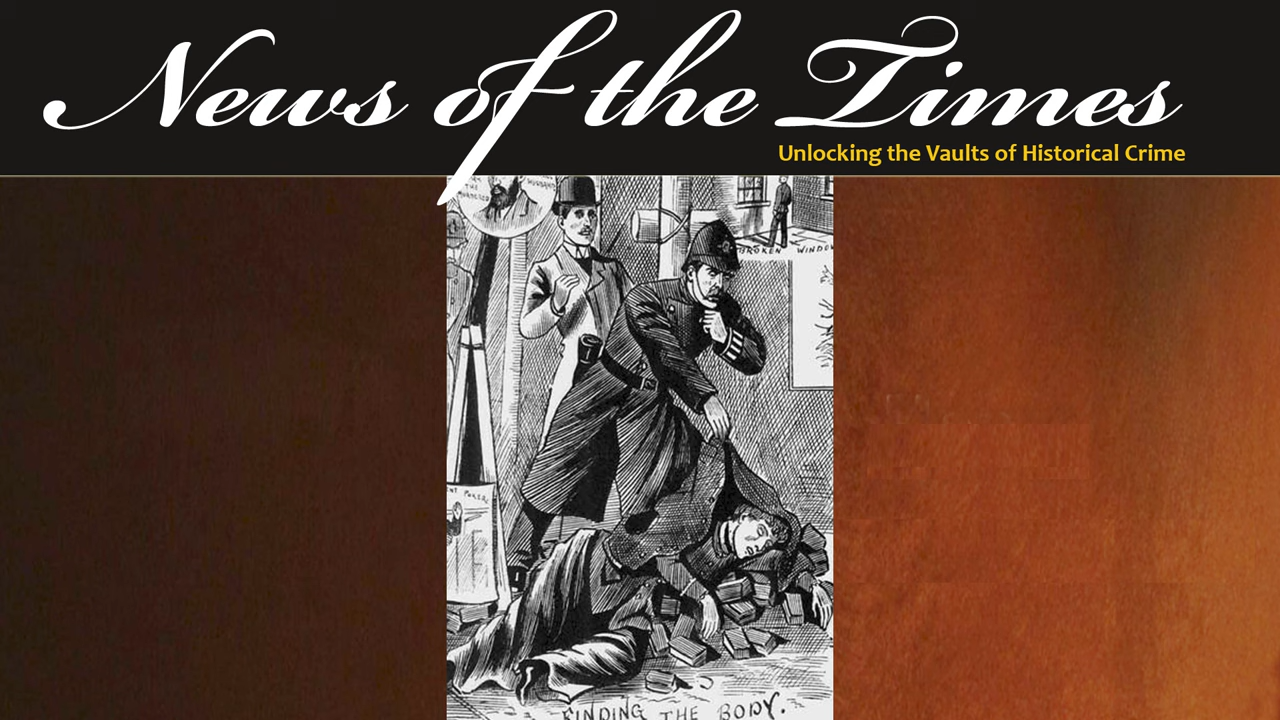 News of the Times
Unlocking the Vaults of Historical Crime
BROKEN WINDOW
FINDING THE BODY.